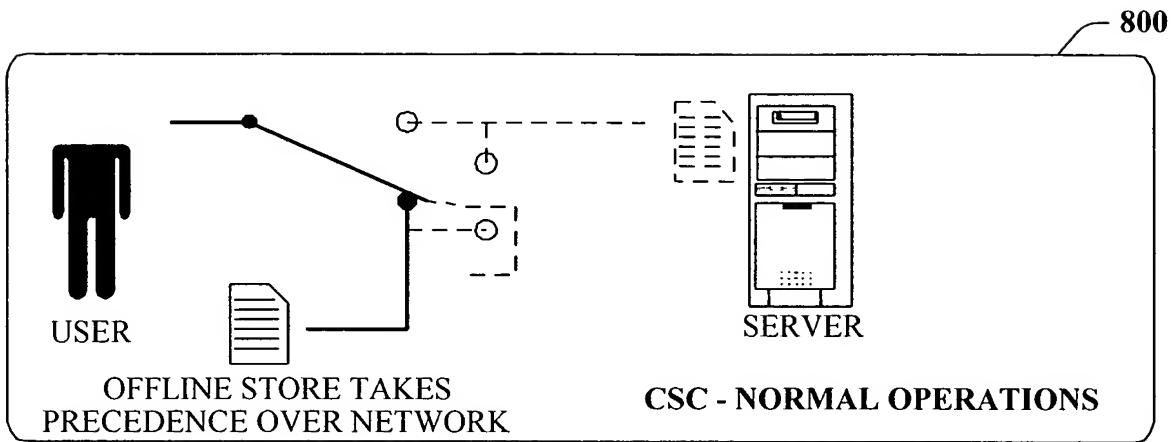 800
USER
SERVER
OFFLINE STORE TAKES
PRECEDENCE OVER NETWORK
CSC - NORMAL OPERATIONS